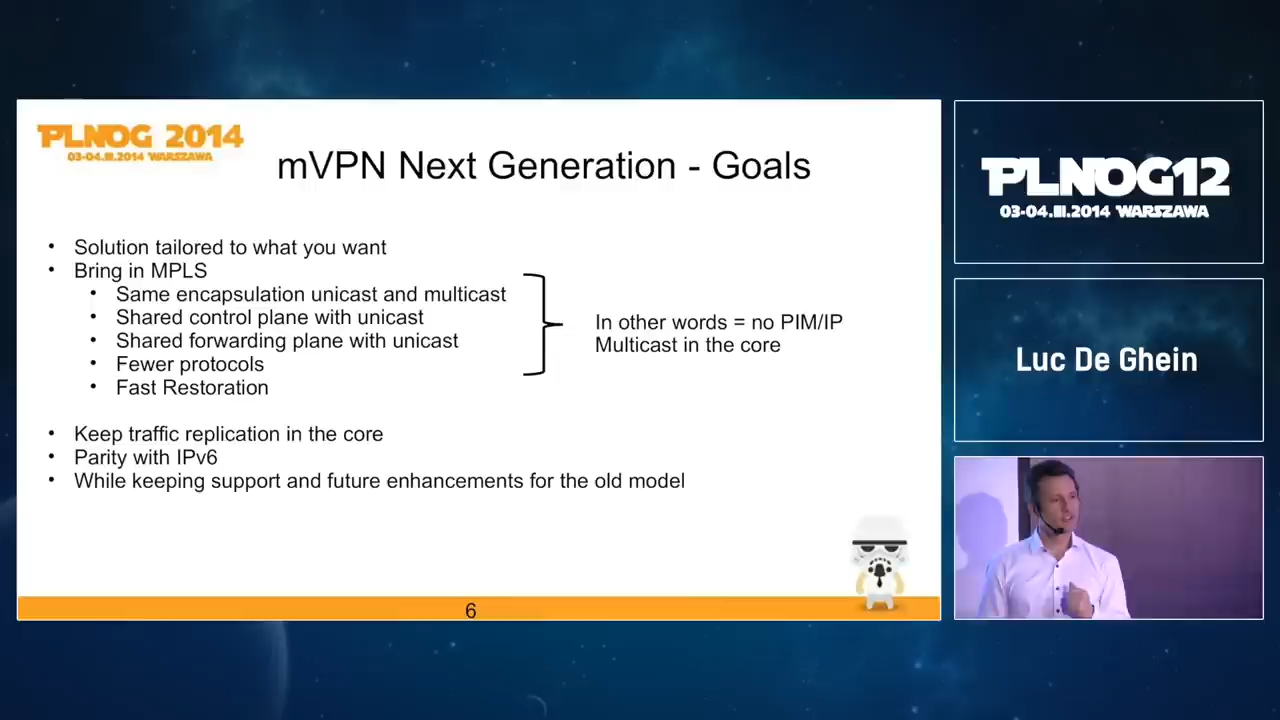 PLNOG 2014
03-04.III.2014 WARSZAWA
mVPN Next Generation - Goals
• Solution tailored to what you want
• Bring in MPLS
• Same encapsulation unicast and multicast
• Shared control plane with unicast
• Shared forwarding plane with unicast
• Fewer protocols
• Fast Restoration
In other words = no PIM/IP
Multicast in the core
• Keep traffic replication in the core
• Parity with IPv6
• While keeping support and future enhancements for the old model
6
PLNOG12
03-04.III.2014 WARSZAWA
Luc De Ghein